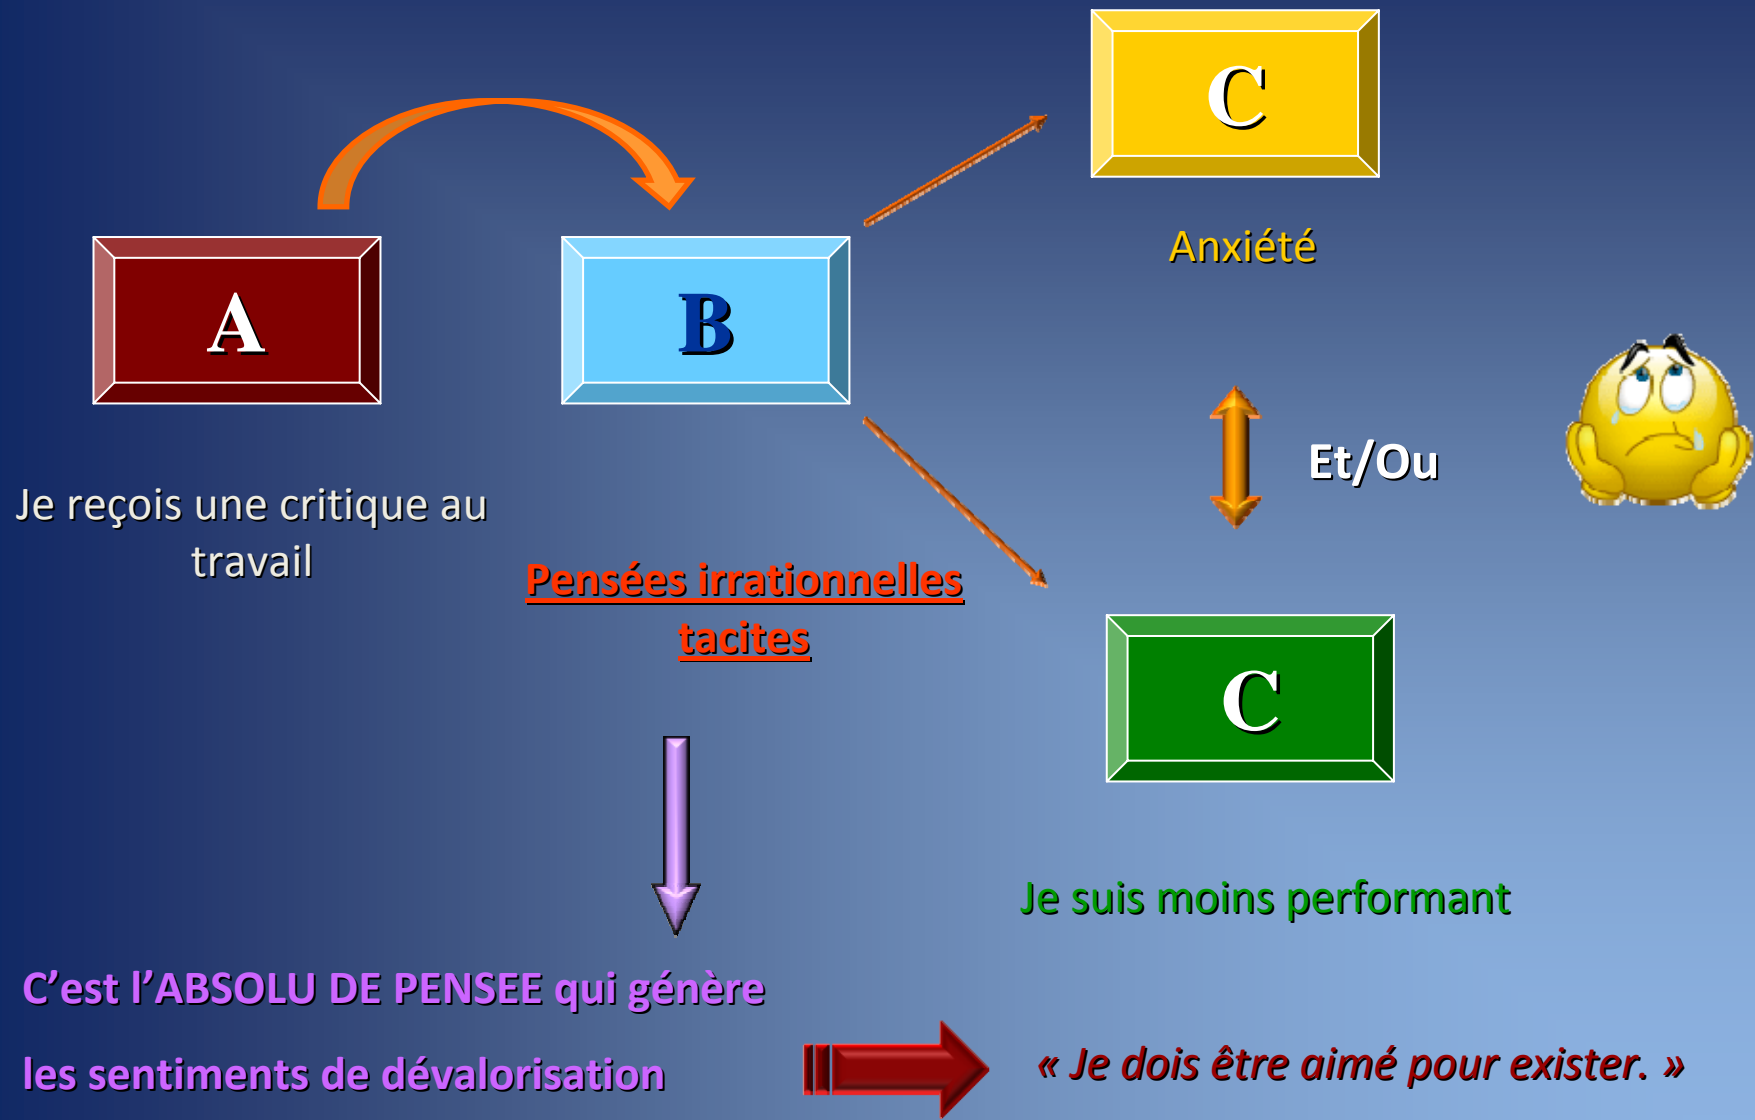 C
Anxiété
A
B
Je reçois une critique au
travail
Et/Ou
Pensées irrationnelles
tacites
C
Je suis moins performant
C’est l’ABSOLU DE PENSEE qui génère
les sentiments de dévalorisation
« Je dois être aimé pour exister. »